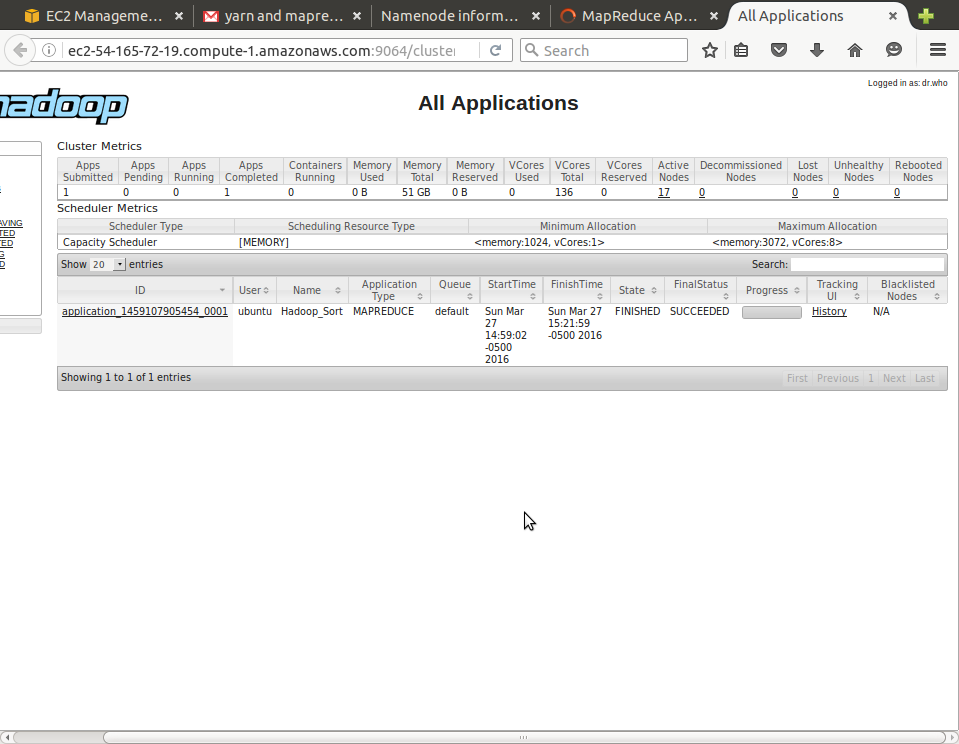 EC2 Manageme... × yarn and mapre... × Namenode inform... × MapReduce Ap... × All Applications ×
ec2-54-165-72-19.compute-1.amazonaws.com:9064/cluster
Search
Logged in as: dr.who
hadoop
All Applications
Cluster Metrics
Apps Submitted Apps Pending Apps Running Apps Completed Containers Running Memory Used Memory Total Memory Reserved VCores Used VCores Total VCores Reserved Active Nodes Decommissioned Nodes Lost Nodes Unhealthy Nodes Rebooted Nodes
1 0 0 1 0 0 B 51 GB 0 B 0 136 0 17 0 0 0 0
Scheduler Metrics
Scheduler Type Scheduling Resource Type Minimum Allocation Maximum Allocation
Capacity Scheduler [MEMORY] <memory:1024, vCores:1> <memory:3072, vCores:8>
Show 20 entries Search:
ID User Name Application Type Queue StartTime FinishTime State FinalStatus Progress Tracking UI Blacklisted Nodes
application_1459107905454_0001 ubuntu Hadoop_Sort MAPREDUCE default Sun Mar 27 14:59:02 -0500 2016 Sun Mar 27 15:21:59 -0500 2016 FINISHED SUCCEEDED History N/A
Showing 1 to 1 of 1 entries First Previous 1 Next Last
AVING
TED
TED
G
D